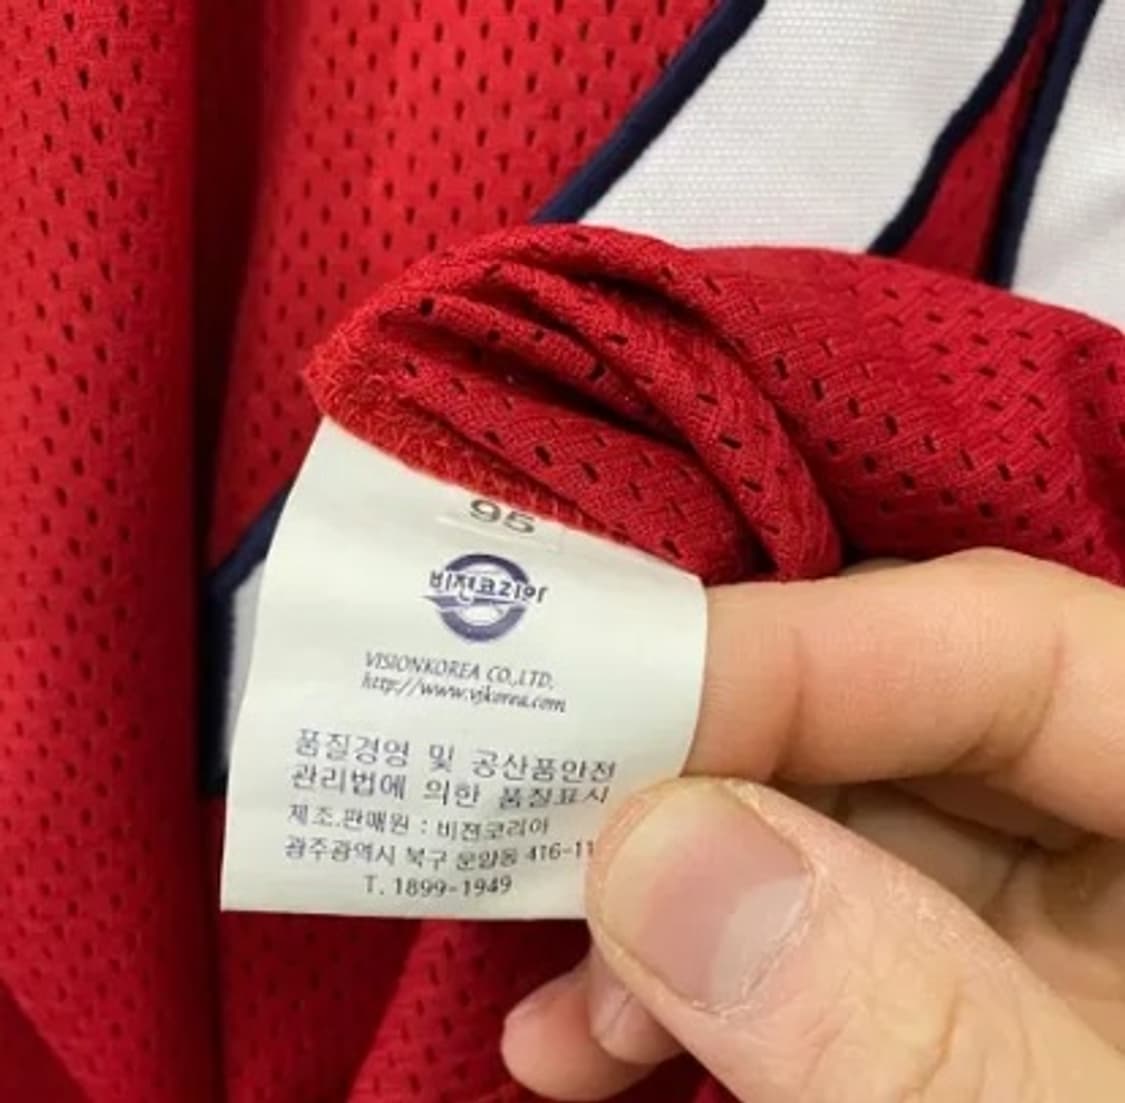 95
비젼코리아
VISIONKOREA CO.,LTD.
http://www.vjkorea.com
품질경영 및 공산품안전
관리법에 의한 품질표시
제조.판매원 : 비젼코리아
광주광역시 북구 운암동 416-11
T. 1899-1949